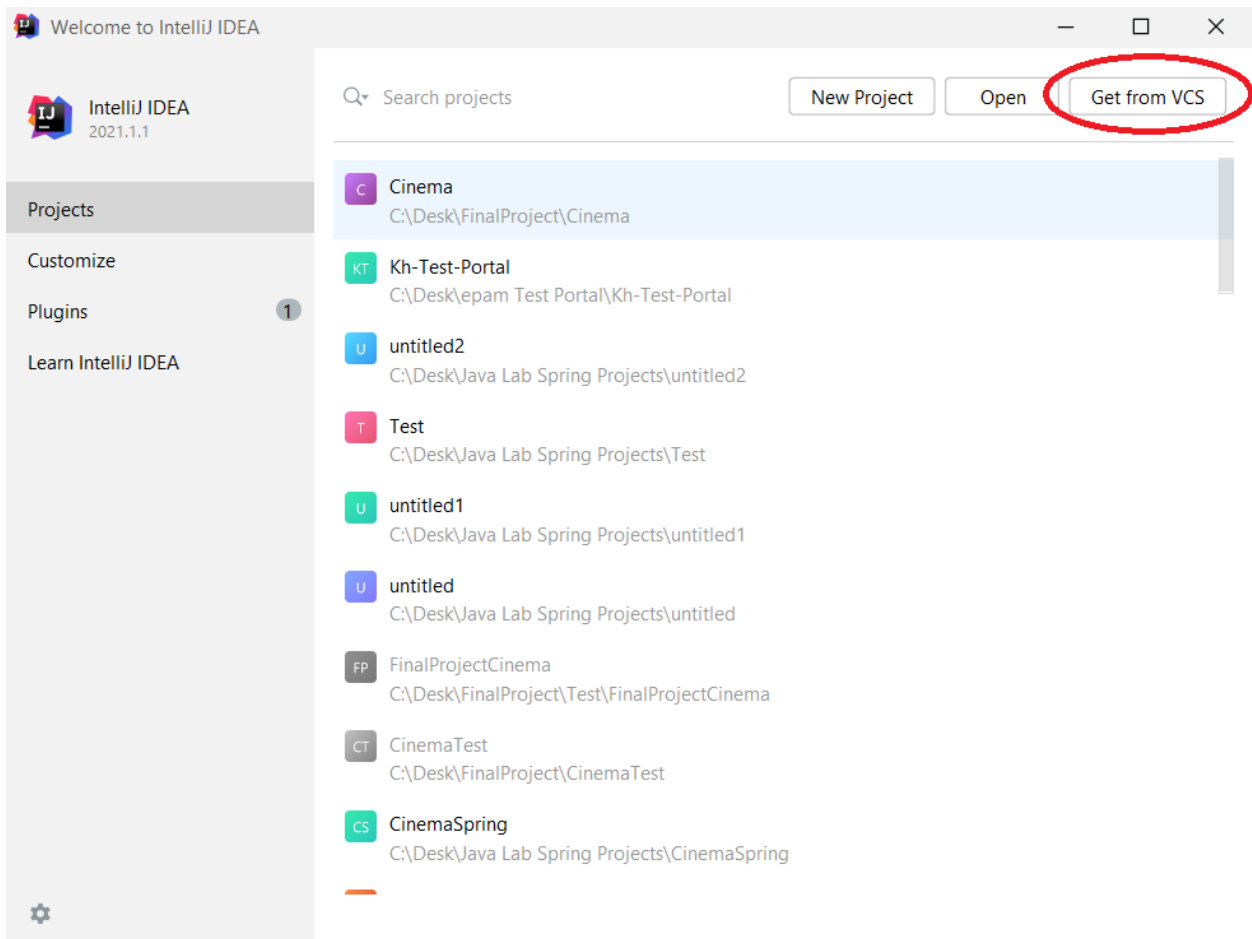 Welcome to IntelliJ IDEA
IJ
IntelliJ IDEA
2021.1.1
Search projects
New Project
Open
Get from VCS
Projects
Customize
Plugins
1
Learn IntelliJ IDEA
C
Cinema
C:\Desk\FinalProject\Cinema
KT
Kh-Test-Portal
C:\Desk\epam Test Portal\Kh-Test-Portal
U
untitled2
C:\Desk\Java Lab Spring Projects\untitled2
T
Test
C:\Desk\Java Lab Spring Projects\Test
U
untitled1
C:\Desk\Java Lab Spring Projects\untitled1
U
untitled
C:\Desk\Java Lab Spring Projects\untitled
FP
FinalProjectCinema
C:\Desk\FinalProject\Test\FinalProjectCinema
CT
CinemaTest
C:\Desk\FinalProject\CinemaTest
CS
CinemaSpring
C:\Desk\Java Lab Spring Projects\CinemaSpring